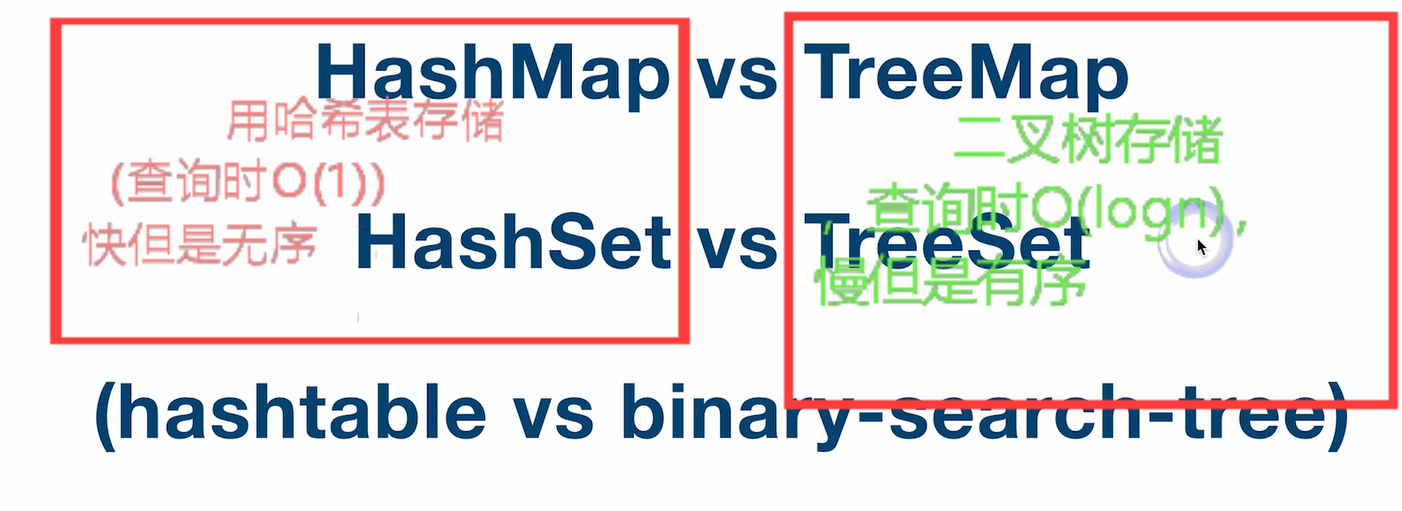 HashMap vs TreeMap
用哈希表存储
(查询时O(1))
快但是无序
二叉树存储
，查询时O(logn)，
慢但是有序
HashSet vs TreeSet
(hashtable vs binary-search-tree)